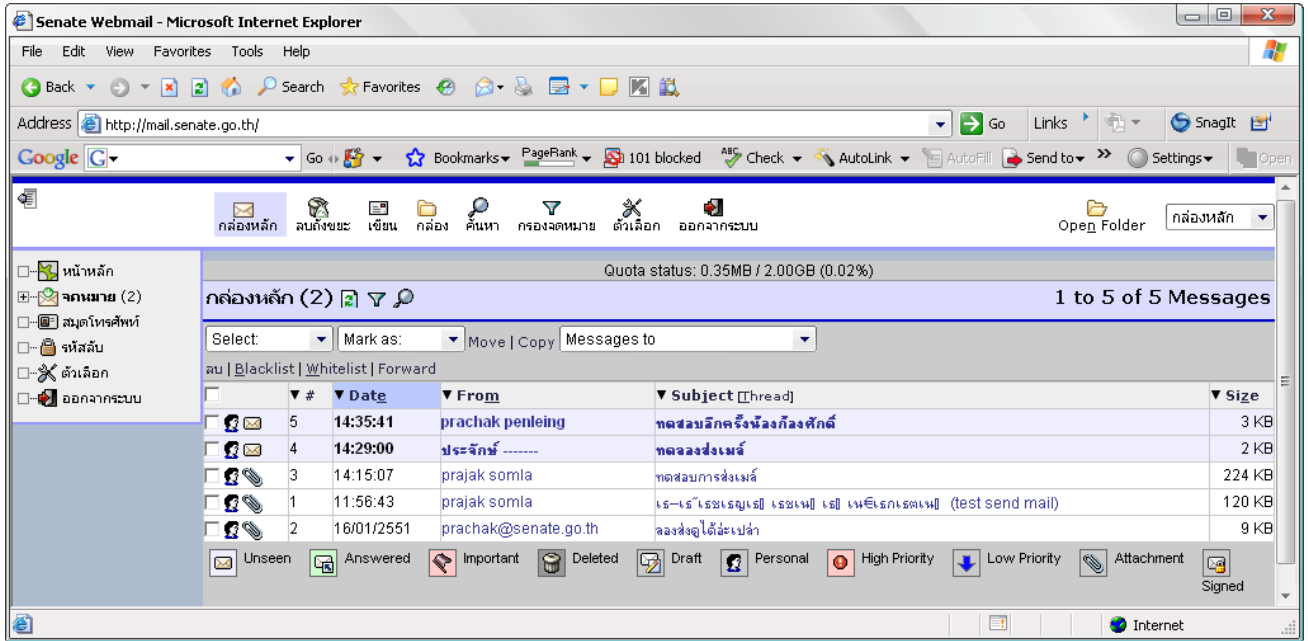 Senate Webmail - Microsoft Internet Explorer
File Edit View Favorites Tools Help
Back Search Favorites
Address http://mail.senate.go.th/ Go Links SnagIt
Google G Go Bookmarks PageRank 101 blocked ABC Check AutoLink AutoFill Send to Settings Open
กล่องหลัก ลบถังขยะ เขียน กล่อง ค้นหา กรองจดหมาย ตัวเลือก ออกจากระบบ Open Folder กล่องหลัก
หน้าหลัก
จดหมาย (2)
สมุดโทรศัพท์
รหัสลับ
ตัวเลือก
ออกจากระบบ
Quota status: 0.35MB / 2.00GB (0.02%)
กล่องหลัก (2) 1 to 5 of 5 Messages
Select: Mark as: Move | Copy Messages to
ลบ | Blacklist | Whitelist | Forward
# Date From Subject [Thread] Size
5 14:35:41 prachak penleing ทดสอบอีกครั้งน้องก้องศักดิ์ 3 KB
4 14:29:00 ประจักษ์ ------- ทดลองส่งเมล์ 2 KB
3 14:15:07 prajak somla ทดสอบการส่งเมล์ 224 KB
1 11:56:43 prajak somla (test send mail) 120 KB
2 16/01/2551 prachak@senate.go.th ลองส่งดูได้อ่ะเปล่า 9 KB
Unseen Answered Important Deleted Draft Personal High Priority Low Priority Attachment
Signed
Internet